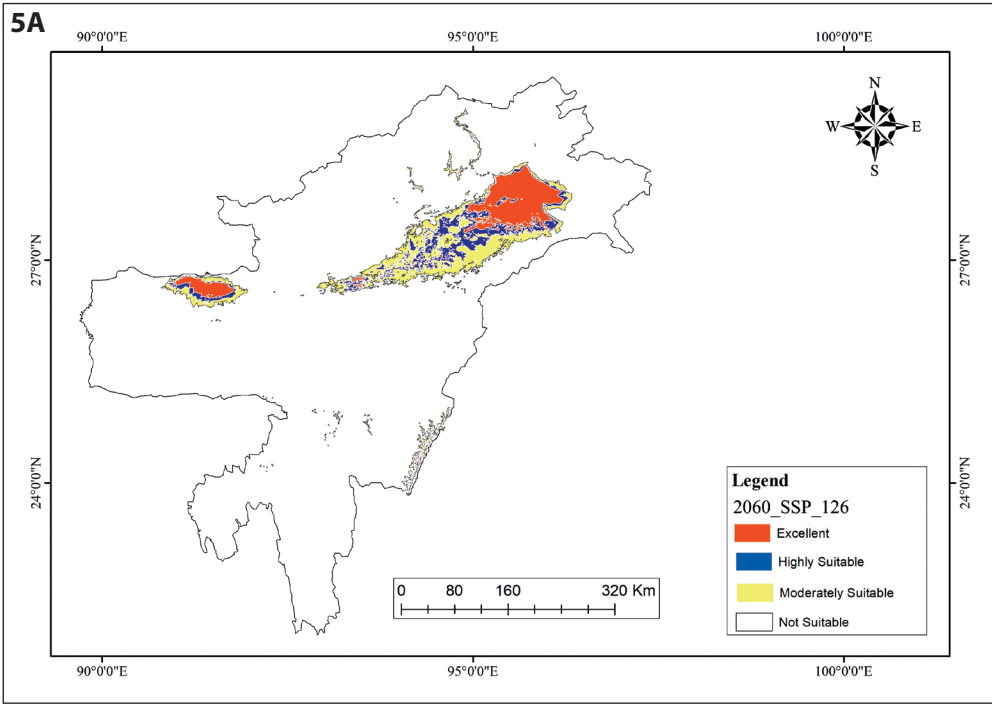 5A
90°0'0"E 95°0'0"E 100°0'0"E
N
W E
S
27°0'0"N 27°0'0"N
24°0'0"N 24°0'0"N
Legend
2060_SSP_126
Excellent
Highly Suitable
Moderately Suitable
Not Suitable
0 80 160 320 Km
90°0'0"E 95°0'0"E 100°0'0"E